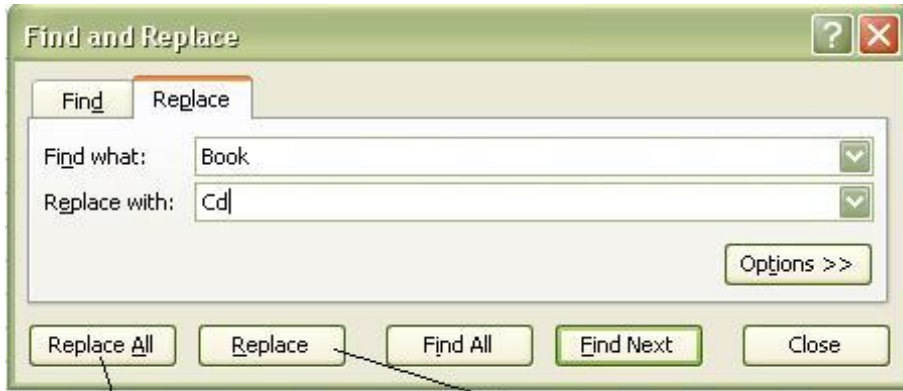 Find and Replace
Find Replace
Find what: Book
Replace with: Cd
Options >>
Replace All Replace Find All Find Next Close